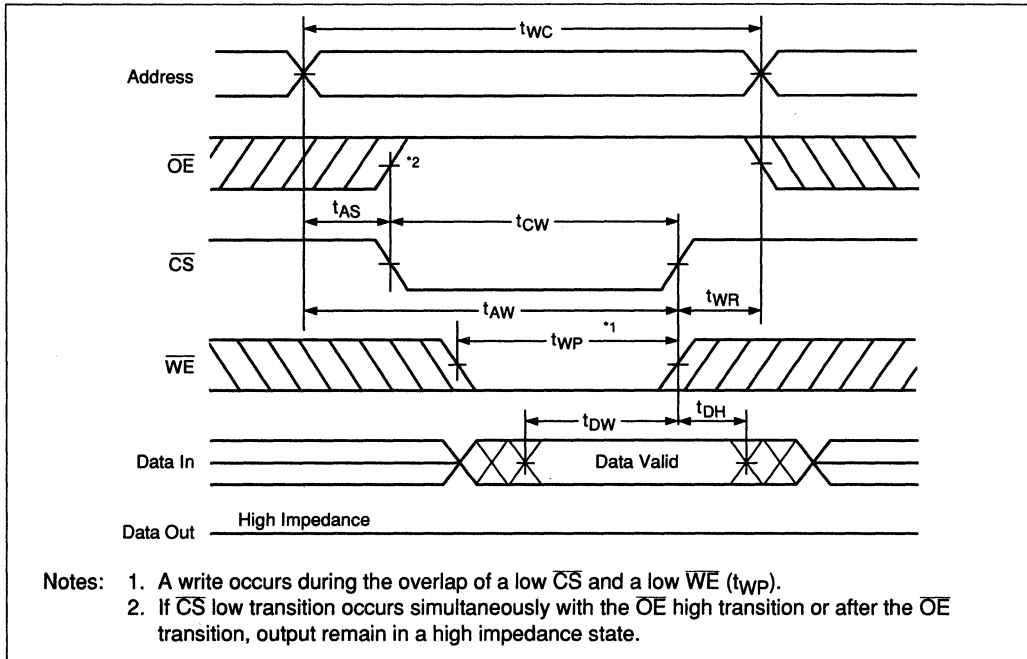 tWC
Address
OE
*2
tAS
tCW
CS
tAW
tWR
tWP
*1
WE
tDW
tDH
Data In
Data Valid
High Impedance
Data Out
Notes: 1. A write occurs during the overlap of a low CS and a low WE (tWP).
2. If CS low transition occurs simultaneously with the OE high transition or after the OE
transition, output remain in a high impedance state.